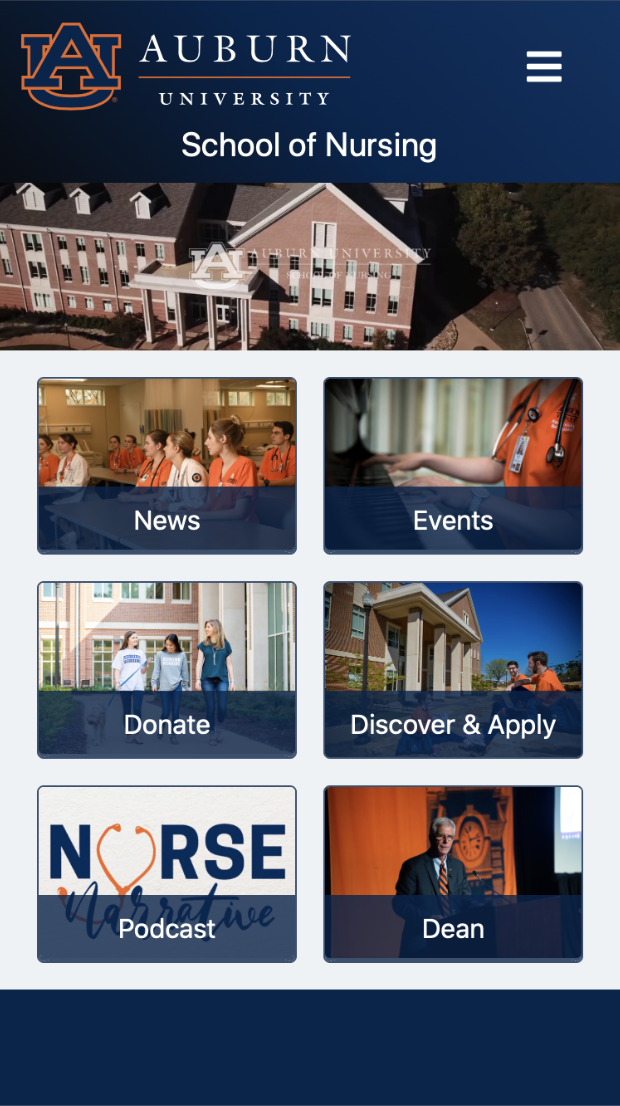 AUBURN
UNIVERSITY
School of Nursing
AUBURN UNIVERSITY
SCHOOL OF NURSING
News
Events
Donate
Discover & Apply
NURSE
Narrative
Podcast
Dean